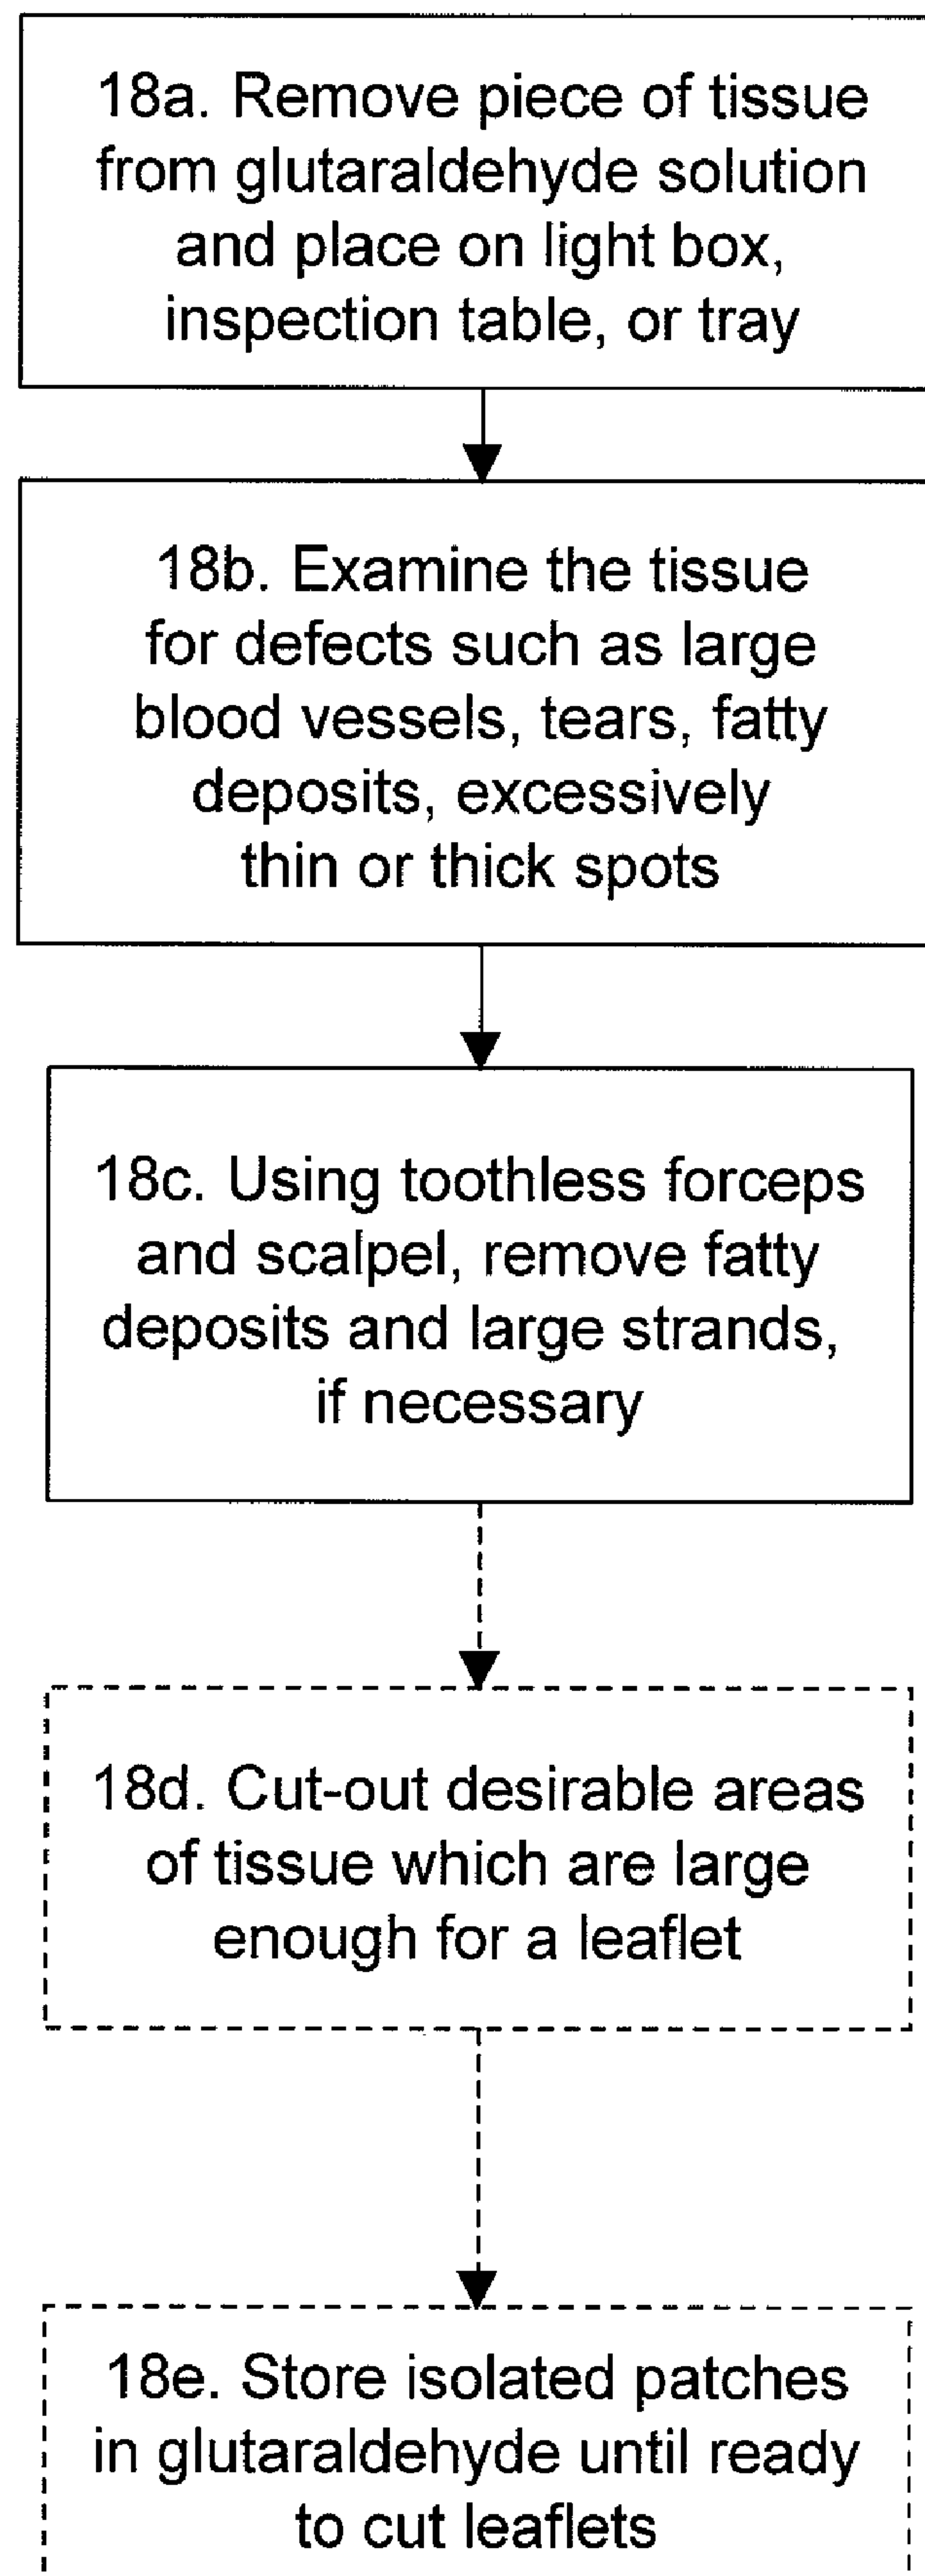 18a. Remove piece of tissue
from glutaraldehyde solution
and place on light box,
inspection table, or tray
18b. Examine the tissue
for defects such as large
blood vessels, tears, fatty
deposits, excessively
thin or thick spots
18c. Using toothless forceps
and scalpel, remove fatty
deposits and large strands,
if necessary
18d. Cut-out desirable areas
of tissue which are large
enough for a leaflet
18e. Store isolated patches
in glutaraldehyde until ready
to cut leaflets